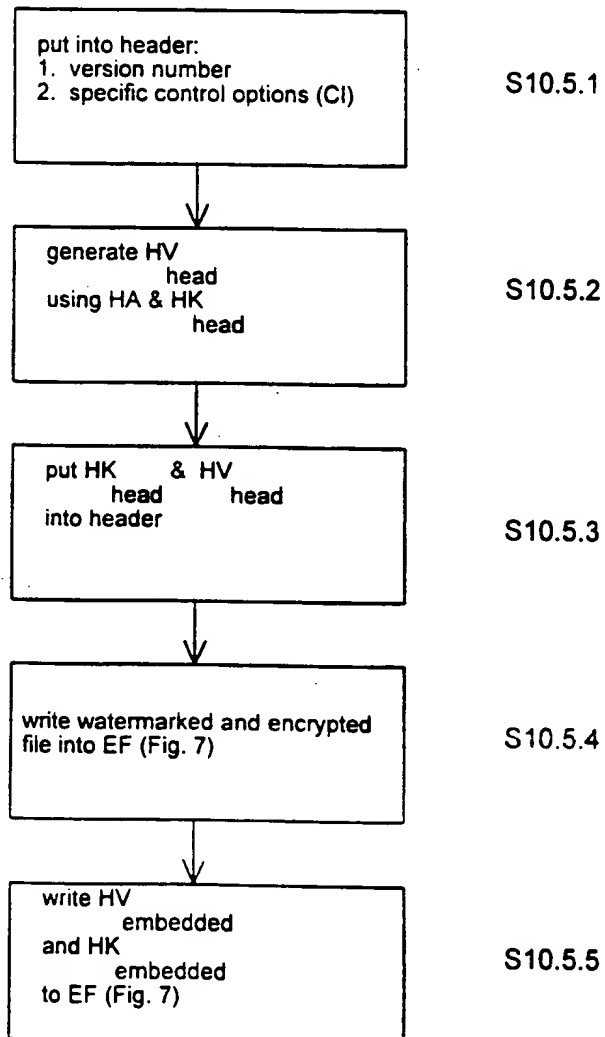 put into header:
1. version number
2. specific control options (CI)
S10.5.1
generate HV
head
using HA & HK
head
S10.5.2
put HK & HV
head head
into header
S10.5.3
write watermarked and encrypted
file into EF (Fig. 7)
S10.5.4
write HV
embedded
and HK
embedded
to EF (Fig. 7)
S10.5.5